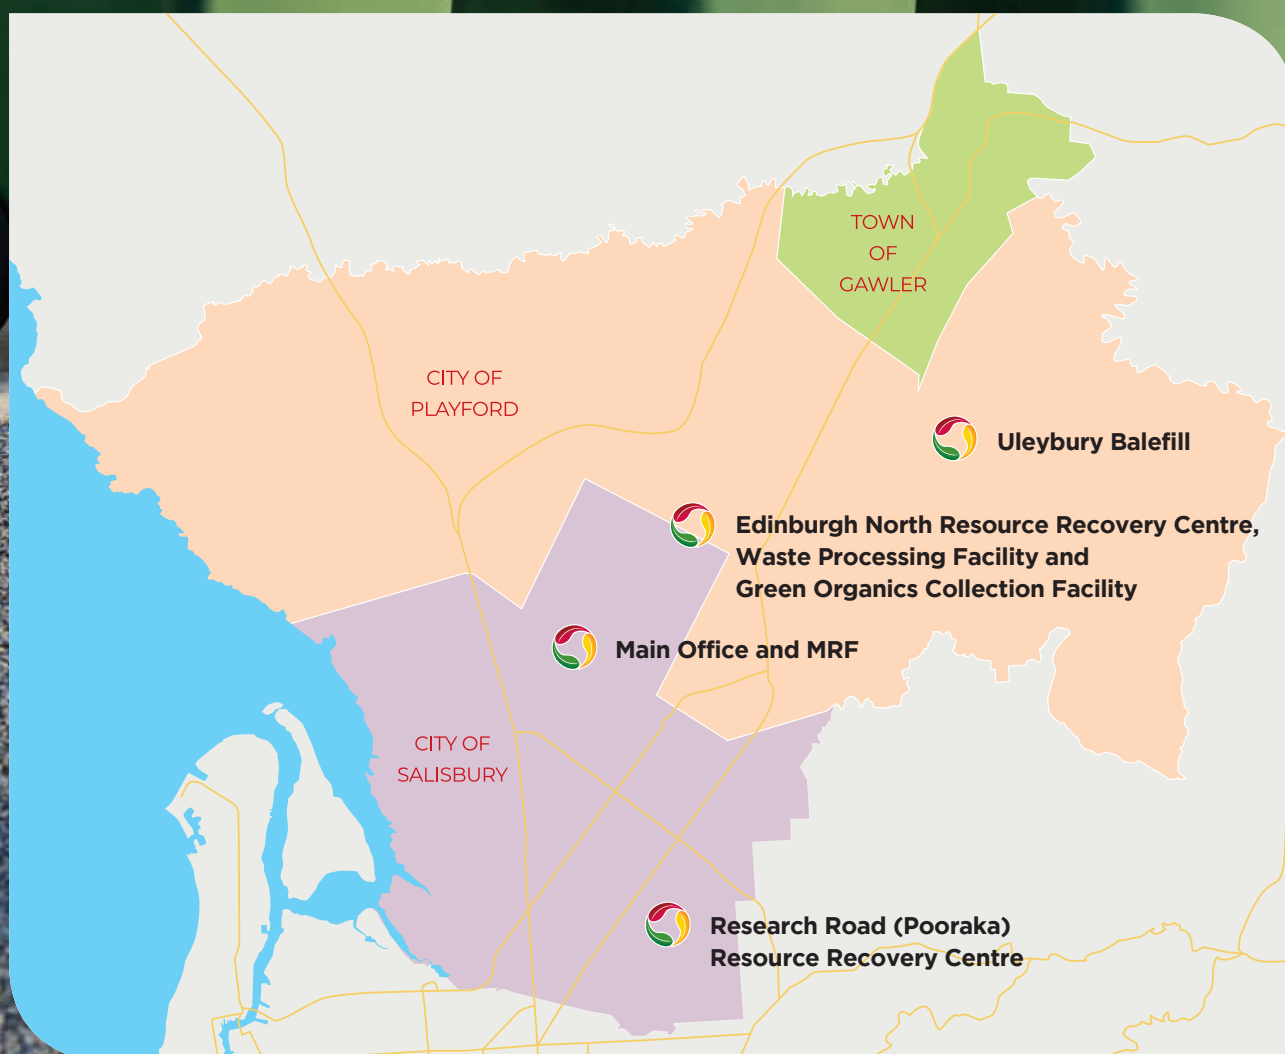 TOWN
OF
GAWLER
CITY OF
PLAYFORD
Uleybury Balefill
Edinburgh North Resource Recovery Centre,
Waste Processing Facility and
Green Organics Collection Facility
Main Office and MRF
CITY OF
SALISBURY
Research Road (Pooraka)
Resource Recovery Centre